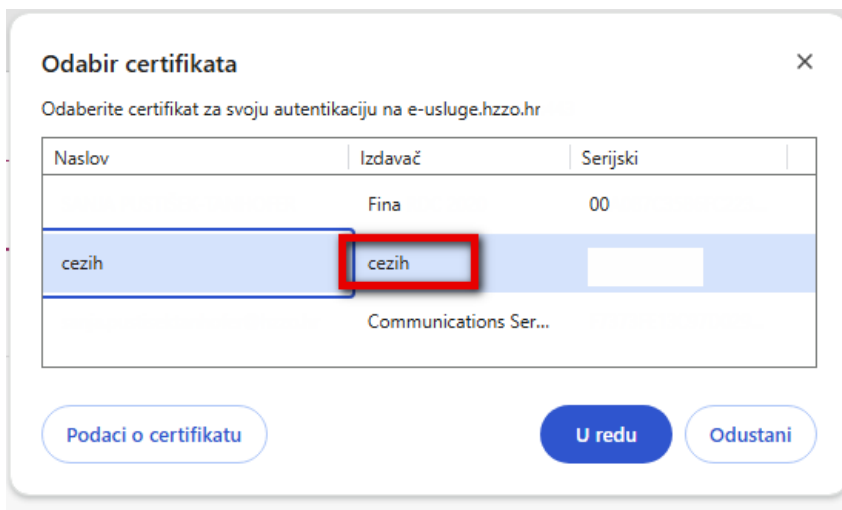 Odabir certifikata
Odaberite certifikat za svoju autentikaciju na e-usluge.hzzo.hr
Naslov Izdavač Serijski
Fina 00
cezih cezih
Communications Ser...
Podaci o certifikatu U redu Odustani